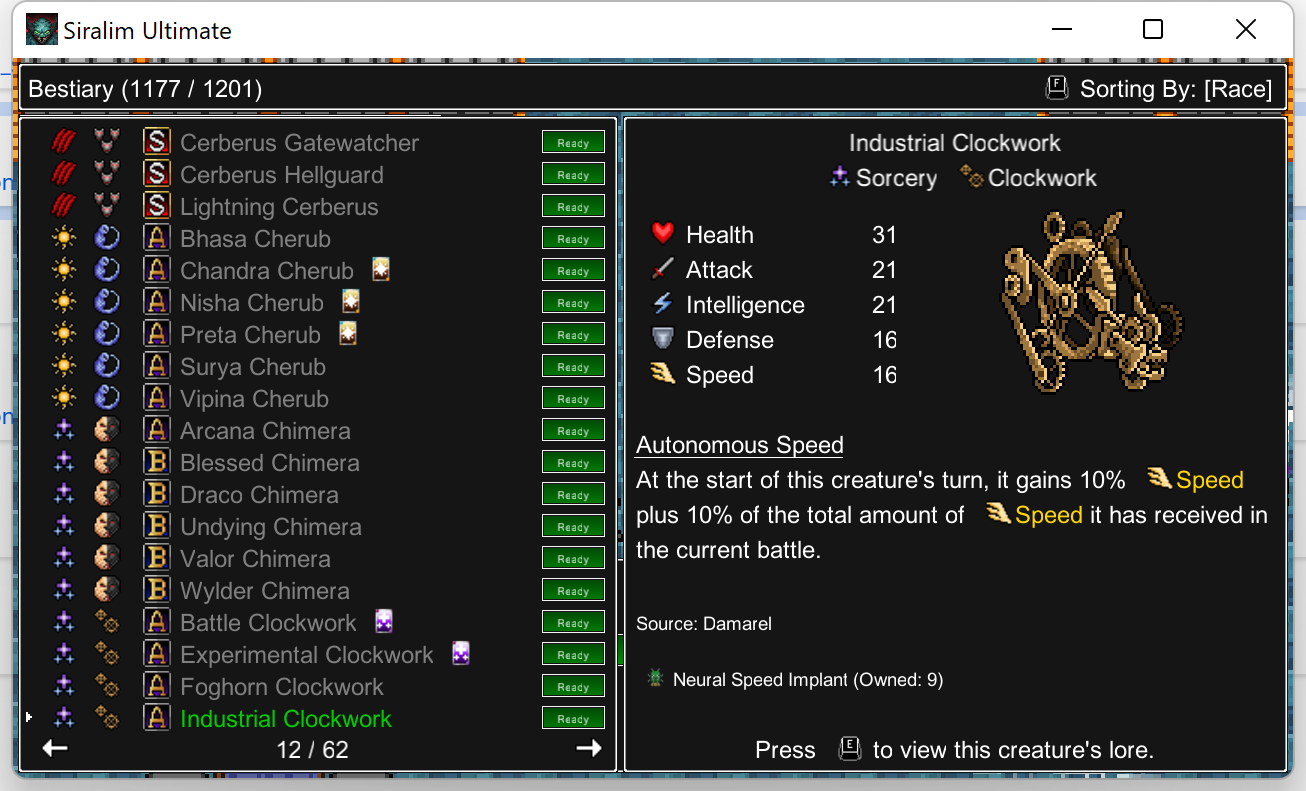 Siralim Ultimate
Bestiary (1177 / 1201)
F Sorting By: [Race]
S Cerberus Gatewatcher Ready
S Cerberus Hellguard Ready
S Lightning Cerberus Ready
A Bhasa Cherub Ready
A Chandra Cherub Ready
A Nisha Cherub Ready
A Preta Cherub Ready
A Surya Cherub Ready
A Vipina Cherub Ready
A Arcana Chimera Ready
B Blessed Chimera Ready
B Draco Chimera Ready
B Undying Chimera Ready
B Valor Chimera Ready
B Wylder Chimera Ready
A Battle Clockwork Ready
A Experimental Clockwork Ready
A Foghorn Clockwork Ready
A Industrial Clockwork Ready
12 / 62
Industrial Clockwork
Sorcery Clockwork
Health 31
Attack 21
Intelligence 21
Defense 16
Speed 16
Autonomous Speed
At the start of this creature's turn, it gains 10% Speed
plus 10% of the total amount of Speed it has received in
the current battle.
Source: Damarel
Neural Speed Implant (Owned: 9)
Press E to view this creature's lore.